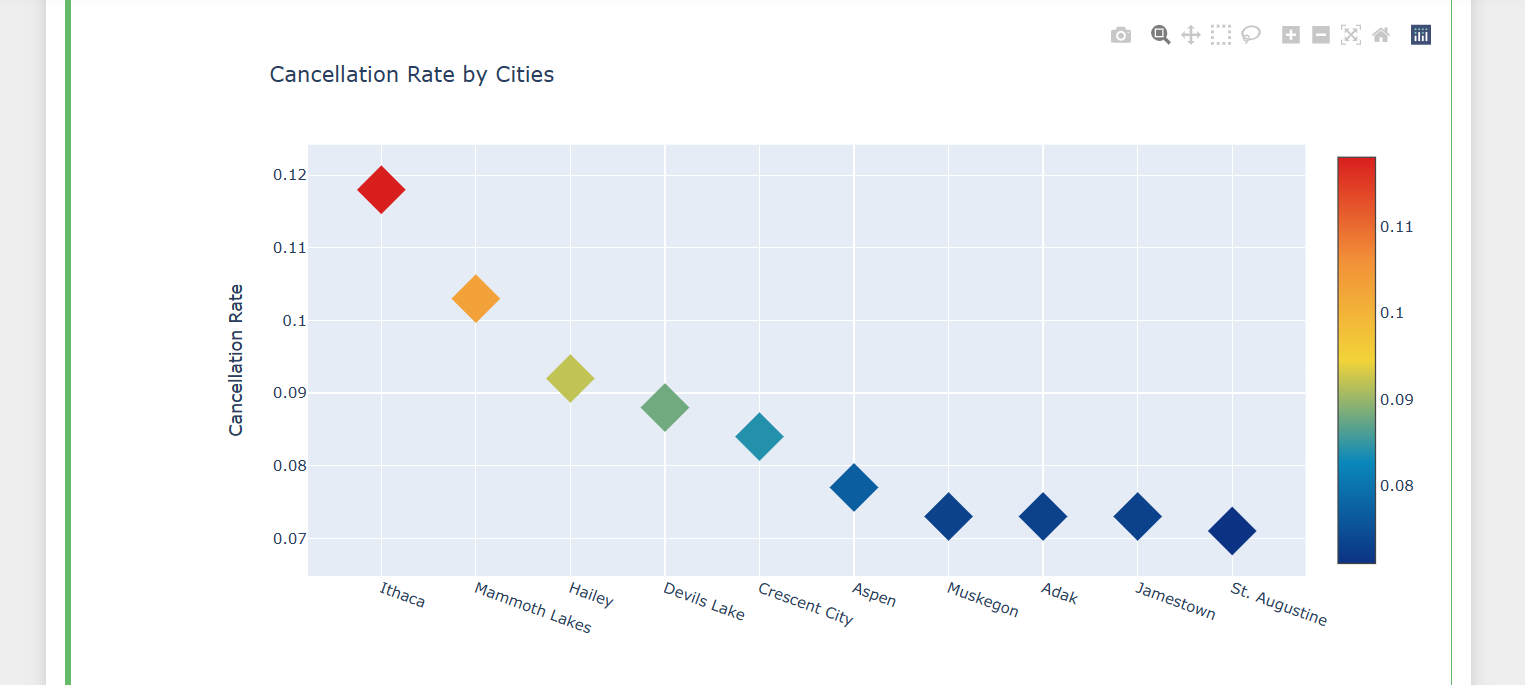 Cancellation Rate by Cities
0.12
0.11
0.1
0.09
0.08
0.07
Cancellation Rate
Ithaca
Mammoth Lakes
Hailey
Devils Lake
Crescent City
Aspen
Muskegon
Adak
Jamestown
St. Augustine
0.11
0.1
0.09
0.08